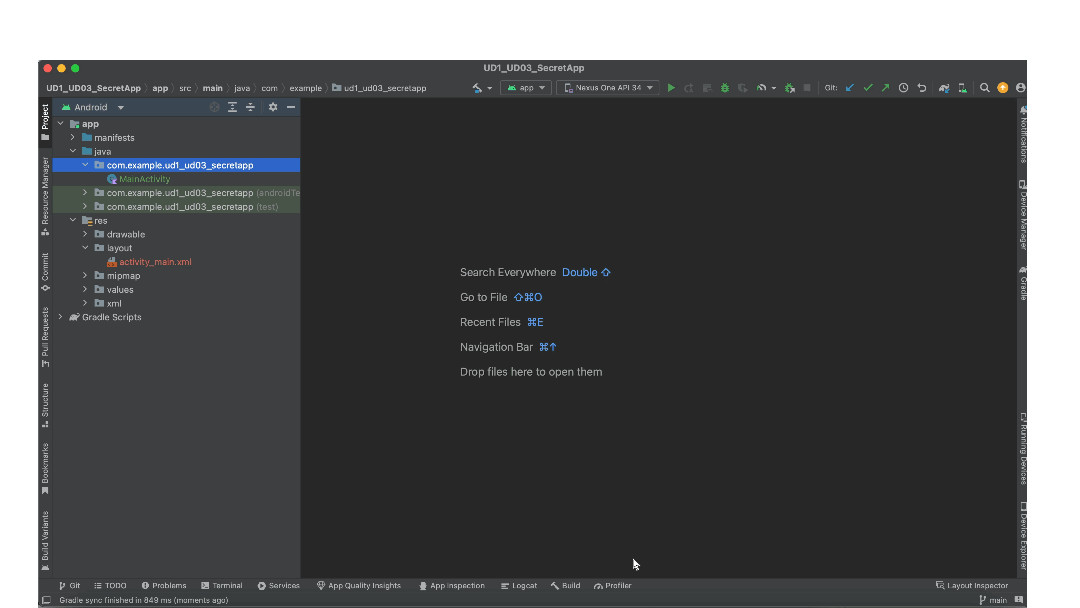 UD1_UD03_SecretApp
UD1_UD03_SecretApp app src main java com example ud1_ud03_secretapp
app
Nexus One API 34
Git:
Project
Resource Manager
Commit
Pull Requests
Structure
Bookmarks
Build Variants
Android
app
manifests
java
com.example.ud1_ud03_secretapp
MainActivity
com.example.ud1_ud03_secretapp (androidTe
com.example.ud1_ud03_secretapp (test)
res
drawable
layout
activity_main.xml
mipmap
values
xml
Gradle Scripts
Search Everywhere Double ⇧
Go to File ⇧⌘O
Recent Files ⌘E
Navigation Bar ⌘↑
Drop files here to open them
Notifications
Device Manager
Gradle
Running Devices
Device Explorer
Git TODO Problems Terminal Services App Quality Insights App Inspection Logcat Build Profiler Layout Inspector
Gradle sync finished in 849 ms (moments ago)
main